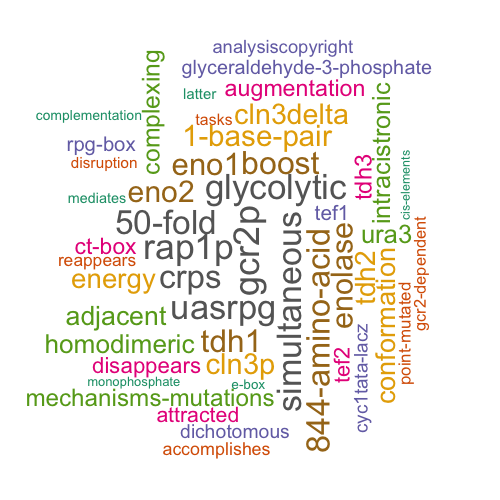 analysiscopyright
glyceraldehyde-3-phosphate
latter
augmentation
complexing
complementation
tasks
cln3delta
intracistronic
rpg-box
1-base-pair
disruption
eno1
boost
tdh3
cis-elements
mediates
eno2
glycolytic
50-fold
tef1
ct-box
rap1p
gcr2p
simultaneous
844-amino-acid
enolase
tdh2
ura3
gcr2-dependent
reappears
energy
crps
conformation
point-mutated
uasrpg
adjacent
tdh1
homodimeric
cln3p
tef2
cyc1tata-lacz
disappears
monophosphate
e-box
mechanisms-mutations
attracted
dichotomous
accomplishes